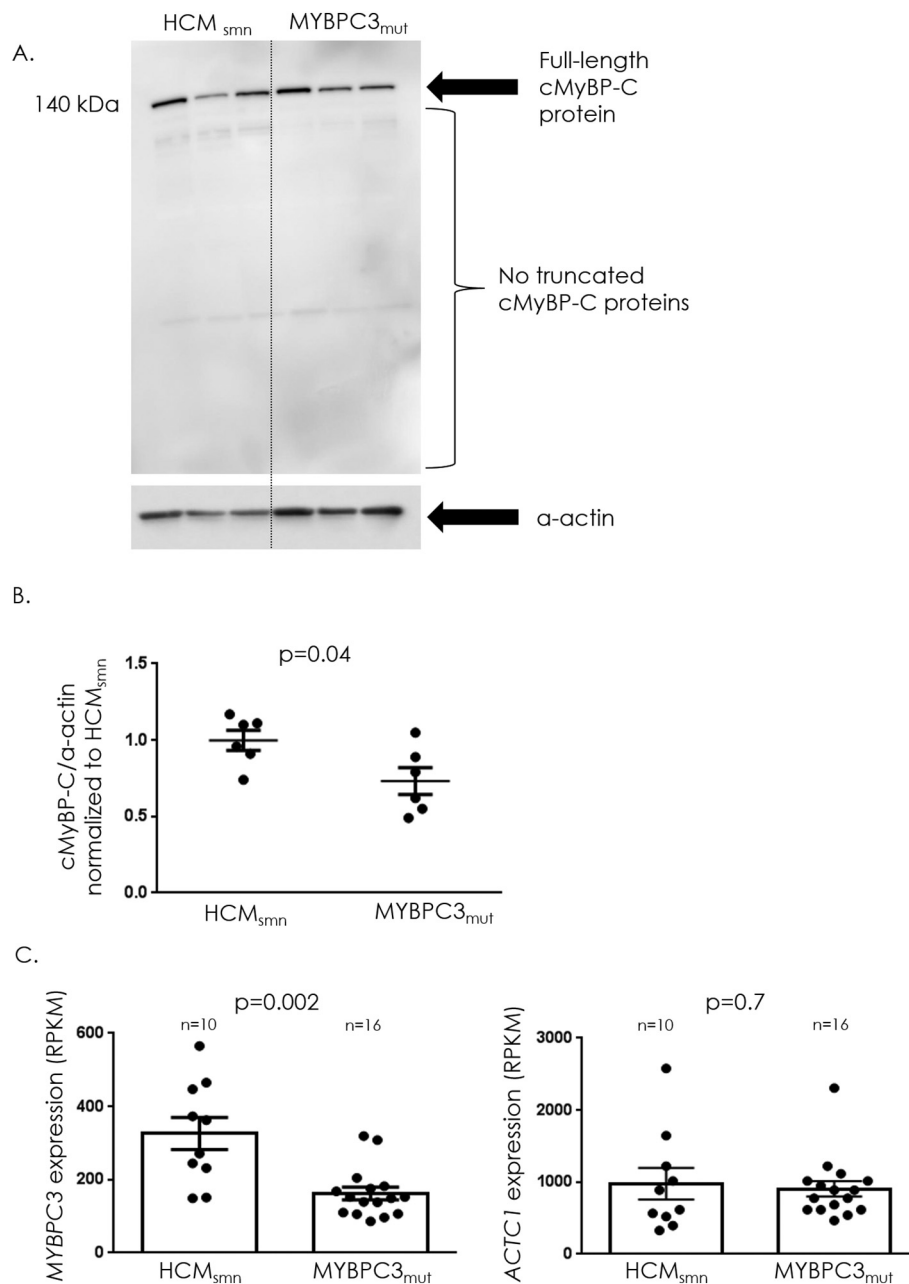 HCM smn MYBPC3mut
A.
Full-length
cMyBP-C
protein
140 kDa
No truncated
cMyBP-C proteins
α-actin
B.
p=0.04
cMyBP-C/α-actin
normalized to HCMsmn
1.5
1.0
0.5
0.0
HCMsmn
MYBPC3mut
C.
p=0.002
n=10
n=16
MYBPC3 expression (RPKM)
600
400
200
0
HCMsmn
MYBPC3mut
p=0.7
n=10
n=16
ACTC1 expression (RPKM)
3000
2000
1000
0
HCMsmn
MYBPC3mut